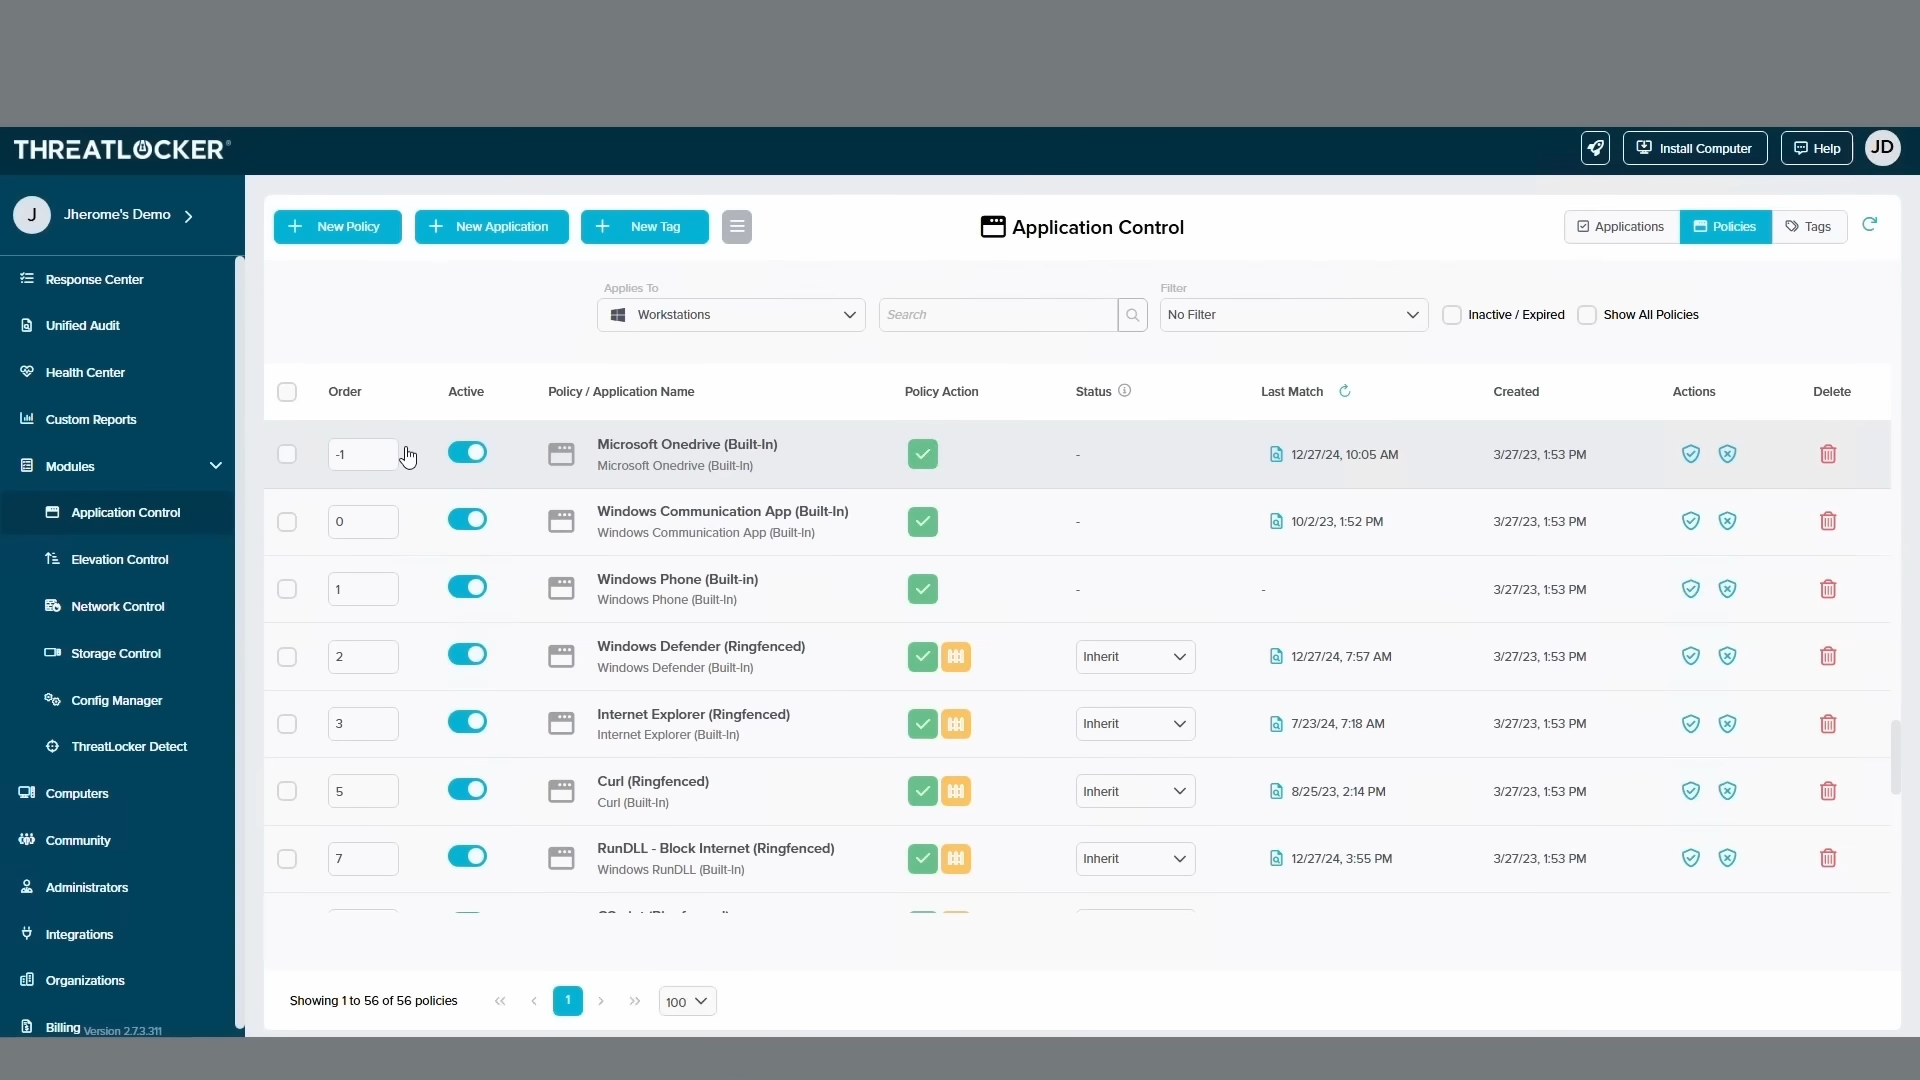 THREATLOCKER®
Install Computer
Help
JD
J
Jherome's Demo
Response Center
Unified Audit
Health Center
Custom Reports
Modules
Application Control
Elevation Control
Network Control
Storage Control
Config Manager
ThreatLocker Detect
Computers
Community
Administrators
Integrations
Organizations
Billing Version 2.7.3.311
New Policy
New Application
New Tag
Application Control
Applications
Policies
Tags
Applies To
Filter
Workstations
Search
No Filter
Inactive / Expired
Show All Policies
Order Active Policy / Application Name Policy Action Status Last Match Created Actions Delete
-1 Microsoft Onedrive (Built-In) - 12/27/24, 10:05 AM 3/27/23, 1:53 PM
Microsoft Onedrive (Built-In)
0 Windows Communication App (Built-In) - 10/2/23, 1:52 PM 3/27/23, 1:53 PM
Windows Communication App (Built-In)
1 Windows Phone (Built-in) - - 3/27/23, 1:53 PM
Windows Phone (Built-In)
2 Windows Defender (Ringfenced) Inherit 12/27/24, 7:57 AM 3/27/23, 1:53 PM
Windows Defender (Built-In)
3 Internet Explorer (Ringfenced) Inherit 7/23/24, 7:18 AM 3/27/23, 1:53 PM
Internet Explorer (Built-In)
5 Curl (Ringfenced) Inherit 8/25/23, 2:14 PM 3/27/23, 1:53 PM
Curl (Built-In)
7 RunDLL - Block Internet (Ringfenced) Inherit 12/27/24, 3:55 PM 3/27/23, 1:53 PM
Windows RunDLL (Built-In)
Showing 1 to 56 of 56 policies
1
100